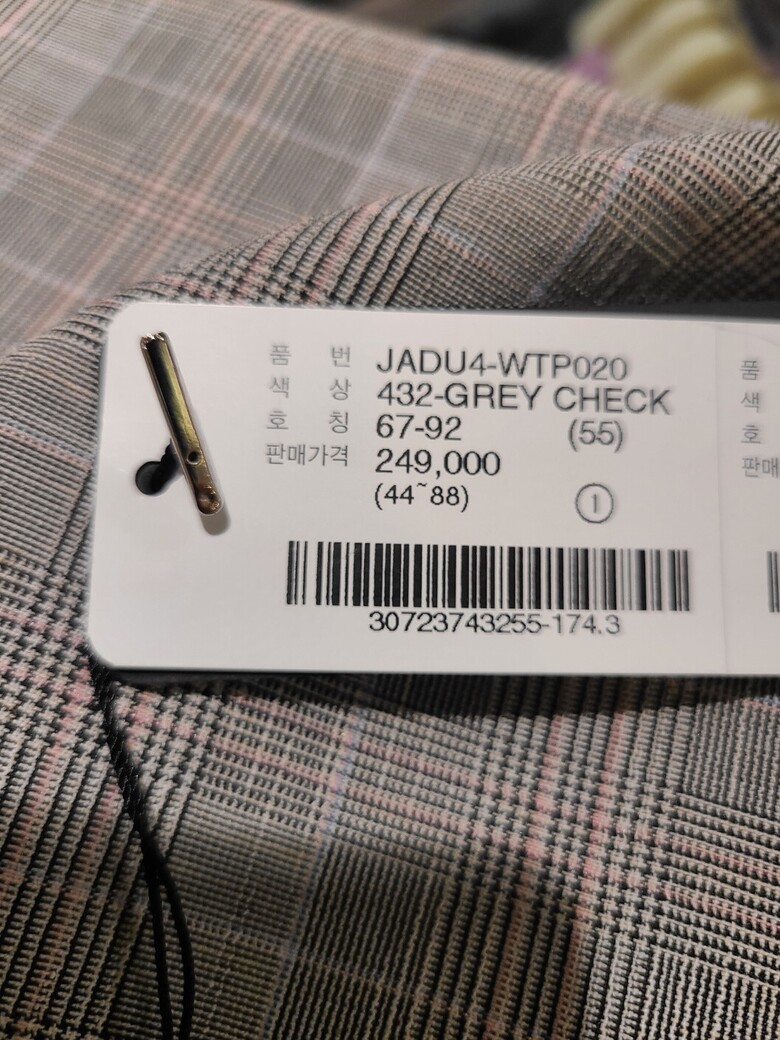 품 번 JADU4-WTP020
색 상 432-GREY CHECK
호 칭 67-92 (55)
판매가격 249,000
(44~88) 1
30723743255-174.3
품
색
호
판매